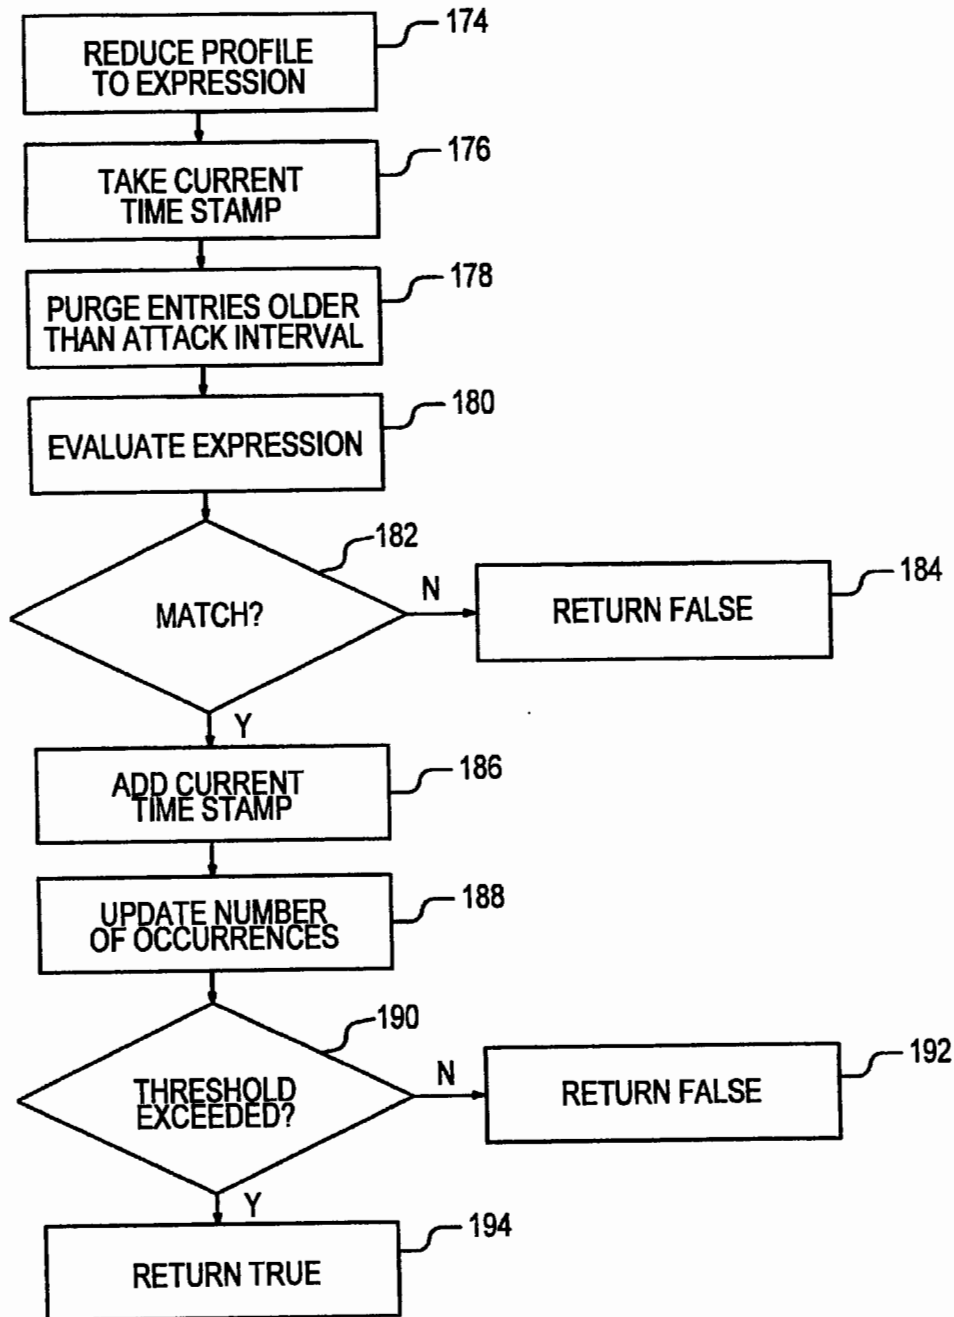 174
REDUCE PROFILE
TO EXPRESSION
176
TAKE CURRENT
TIME STAMP
178
PURGE ENTRIES OLDER
THAN ATTACK INTERVAL
180
EVALUATE EXPRESSION
182
MATCH?
N
184
RETURN FALSE
Y
186
ADD CURRENT
TIME STAMP
188
UPDATE NUMBER
OF OCCURRENCES
190
THRESHOLD
EXCEEDED?
N
192
RETURN FALSE
Y
194
RETURN TRUE